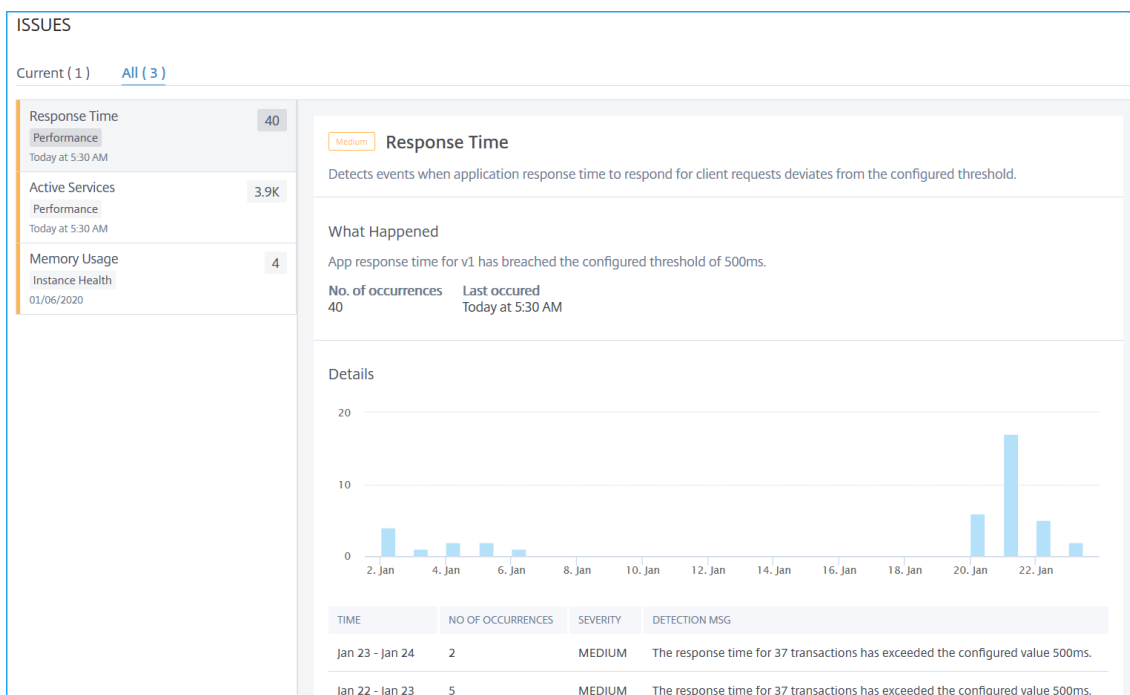 ISSUES
Current ( 1 ) All ( 3 )
Response Time 40
Performance
Today at 5:30 AM
Active Services 3.9K
Performance
Today at 5:30 AM
Memory Usage 4
Instance Health
01/06/2020
Medium Response Time
Detects events when application response time to respond for client requests deviates from the configured threshold.
What Happened
App response time for v1 has breached the configured threshold of 500ms.
No. of occurrences Last occured
40 Today at 5:30 AM
Details
20
10
0
2. Jan 4. Jan 6. Jan 8. Jan 10. Jan 12. Jan 14. Jan 16. Jan 18. Jan 20. Jan 22. Jan
TIME NO OF OCCURRENCES SEVERITY DETECTION MSG
Jan 23 - Jan 24 2 MEDIUM The response time for 37 transactions has exceeded the configured value 500ms.
Jan 22 - Jan 23 5 MEDIUM The response time for 37 transactions has exceeded the configured value 500ms.